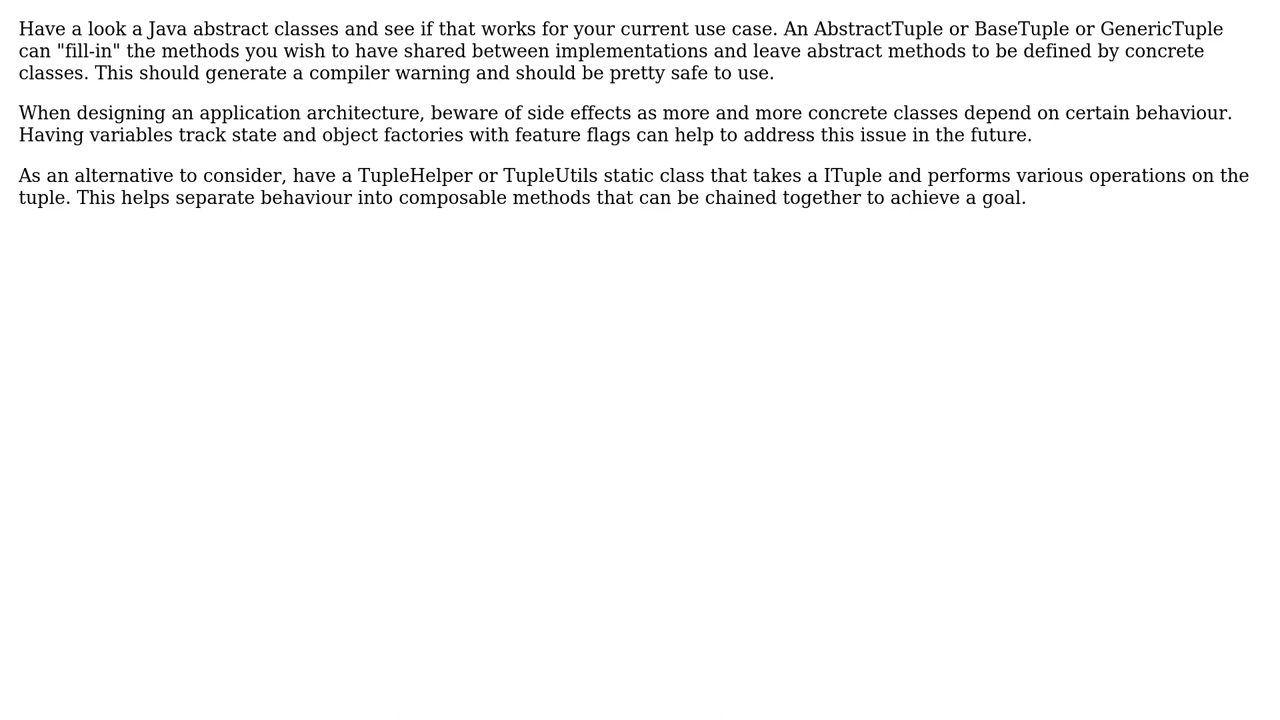 Have a look a Java abstract classes and see if that works for your current use case. An AbstractTuple or BaseTuple or GenericTuple
can "fill-in" the methods you wish to have shared between implementations and leave abstract methods to be defined by concrete
classes. This should generate a compiler warning and should be pretty safe to use.
When designing an application architecture, beware of side effects as more and more concrete classes depend on certain behaviour.
Having variables track state and object factories with feature flags can help to address this issue in the future.
As an alternative to consider, have a TupleHelper or TupleUtils static class that takes a ITuple and performs various operations on the
tuple. This helps separate behaviour into composable methods that can be chained together to achieve a goal.